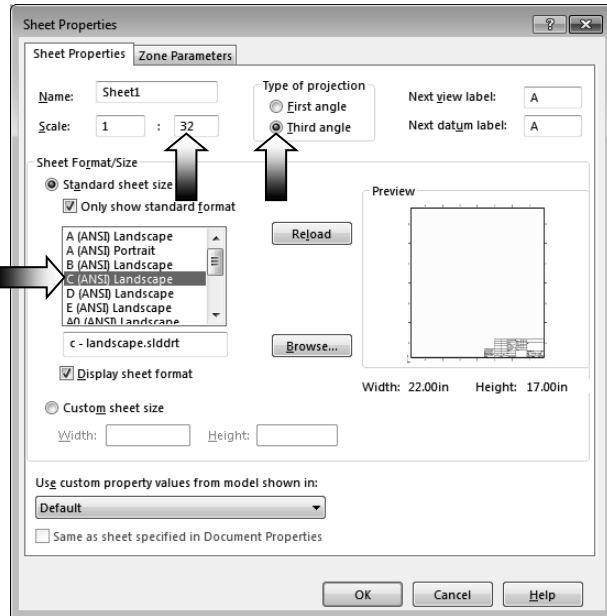 Sheet Properties
Sheet Properties
Zone Parameters
Name: Sheet1
Scale: 1 : 32
Type of projection
First angle
Third angle
Next view label: A
Next datum label: A
Sheet Format/Size
Standard sheet size
Only show standard format
A (ANSI) Landscape
A (ANSI) Portrait
B (ANSI) Landscape
C (ANSI) Landscape
D (ANSI) Landscape
E (ANSI) Landscape
A0 (ANSI) Landscape
c - landscape.slddrt
Display sheet format
Reload
Browse...
Preview
Width: 22.00in Height: 17.00in
Custom sheet size
Width: Height:
Use custom property values from model shown in:
Default
Same as sheet specified in Document Properties
OK Cancel Help